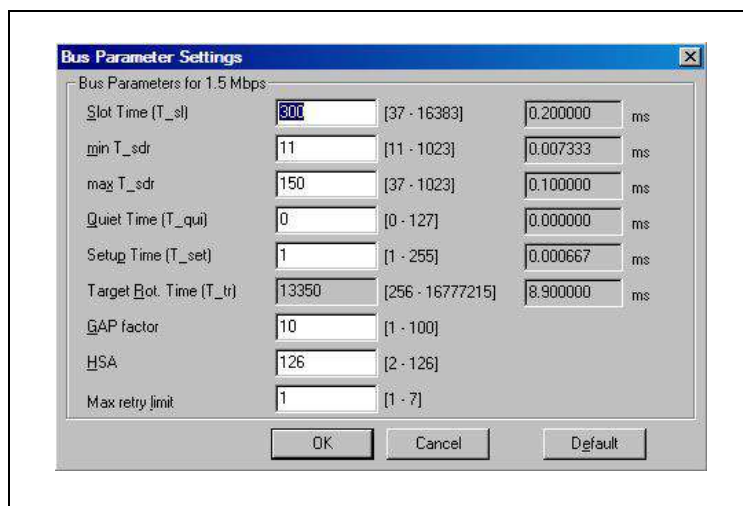 Bus Parameter Settings
Bus Parameters for 1.5 Mbps
Slot Time (T_sl) 300 [37 - 16383] 0.200000 ms
min T_sdr 11 [11 - 1023] 0.007333 ms
max T_sdr 150 [37 - 1023] 0.100000 ms
Quiet Time (T_qui) 0 [0 - 127] 0.000000 ms
Setup Time (T_set) 1 [1 - 255] 0.000667 ms
Target Rot. Time (T_tr) 13350 [256 - 16777215] 8.900000 ms
GAP factor 10 [1 - 100]
HSA 126 [2 - 126]
Max retry limit 1 [1 - 7]
OK Cancel Default